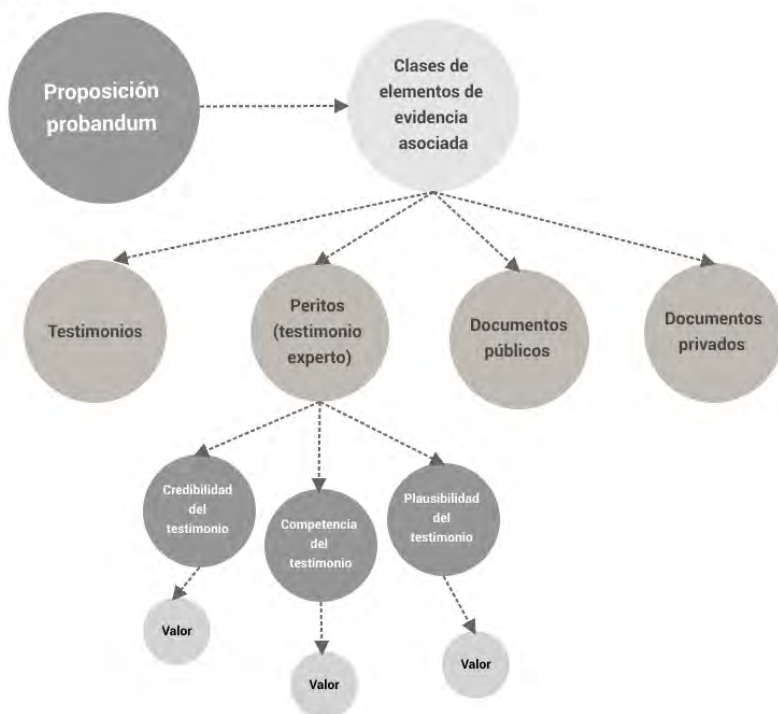 Proposición
probandum
Clases de
elementos de
evidencia
asociada
Testimonios
Peritos
(testimonio
experto)
Documentos
públicos
Documentos
privados
Credibilidad
del
testimonio
Competencia
del
testimonio
Plausibilidad
del
testimonio
Valor
Valor
Valor